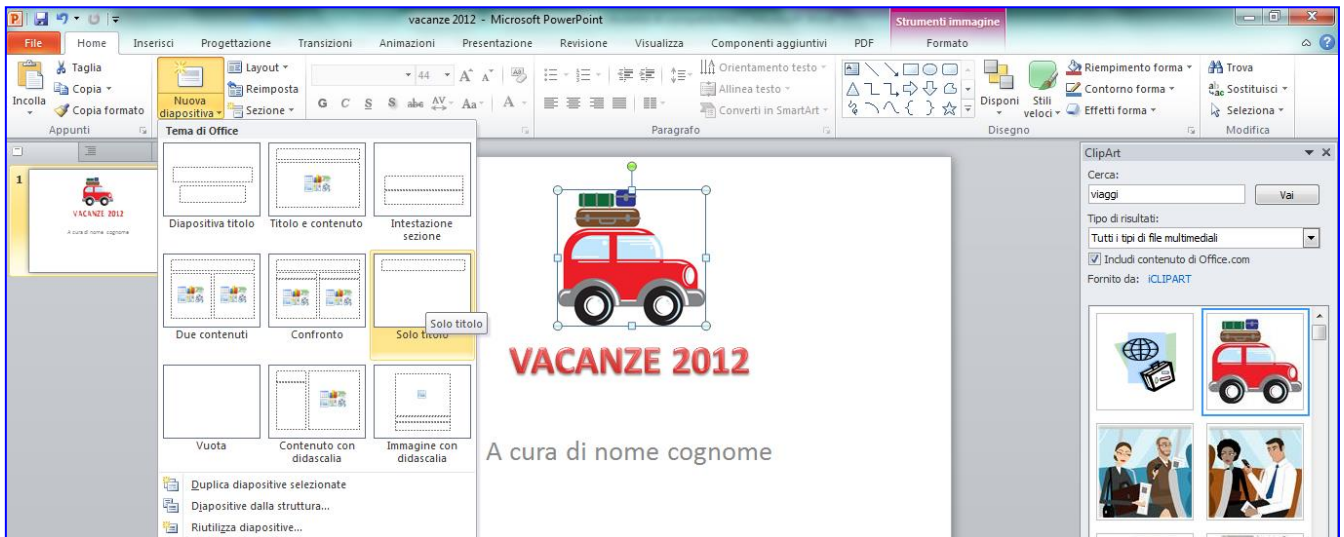 vacanze 2012 - Microsoft PowerPoint
Strumenti immagine
File Home Inserisci Progettazione Transizioni Animazioni Presentazione Revisione Visualizza Componenti aggiuntivi PDF Formato
Incolla
Taglia
Copia
Copia formato
Appunti
Nuova
diapositiva
Layout
Reimposta
Sezione
44
G C S S abc AV Aa A
Paragrafo
Orientamento testo
Allinea testo
Converti in SmartArt
Disponi
Stili
veloci
Riempimento forma
Contorno forma
Effetti forma
Disegno
Trova
Sostituisci
Seleziona
Modifica
Tema di Office
Diapositiva titolo
Titolo e contenuto
Intestazione
sezione
Due contenuti
Confronto
Solo titolo
Solo titolo
Vuota
Contenuto con
didascalia
Immagine con
didascalia
Duplica diapositive selezionate
Diapositive dalla struttura...
Riutilizza diapositive...
1
VACANZE 2012
A cura di nome cognome
VACANZE 2012
A cura di nome cognome
ClipArt
Cerca:
viaggi
Vai
Tipo di risultati:
Tutti i tipi di file multimediali
Includi contenuto di Office.com
Fornito da: iCLIPART